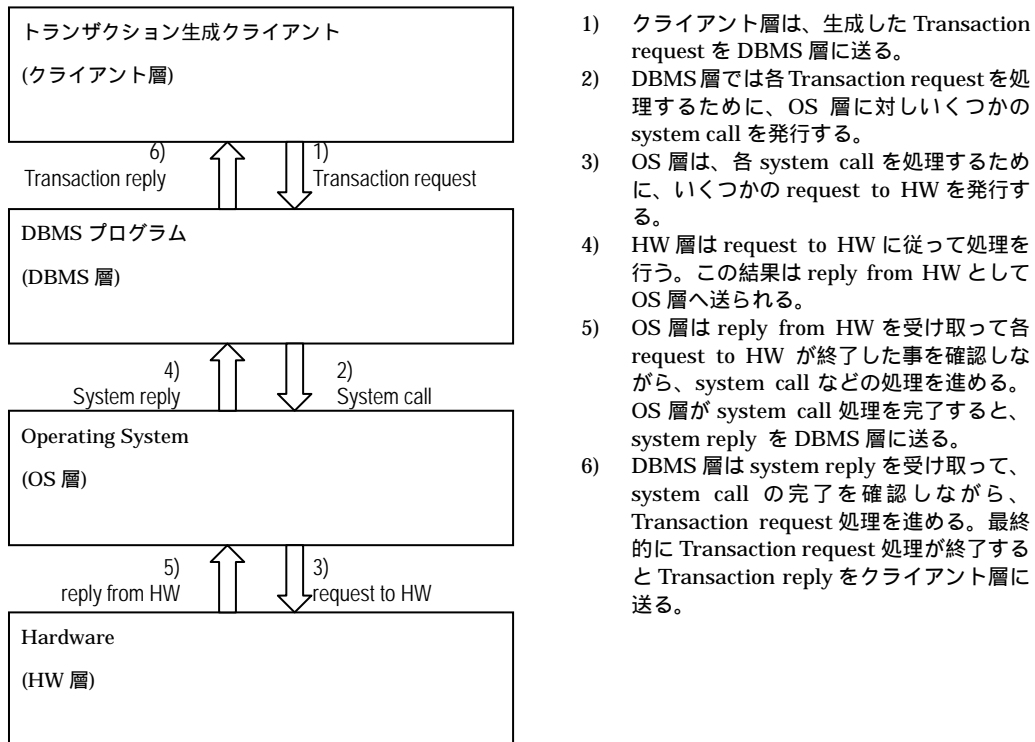 トランザクション生成クライアント
(クライアント層)
6)
Transaction reply
1)
Transaction request
DBMS プログラム
(DBMS 層)
4)
System reply
2)
System call
Operating System
(OS 層)
5)
reply from HW
3)
request to HW
Hardware
(HW 層)
1) クライアント層は、生成した Transaction
request を DBMS 層に送る。
2) DBMS 層では各 Transaction request を処
理するために、OS 層に対しいくつかの
system call を発行する。
3) OS 層は、各 system call を処理するため
に、いくつかの request to HW を発行す
る。
4) HW 層は request to HW に従って処理を
行う。この結果は reply from HW として
OS 層へ送られる。
5) OS 層は reply from HW を受け取って各
request to HW が終了した事を確認しな
がら、system call などの処理を進める。
OS 層が system call 処理を完了すると、
system reply を DBMS 層に送る。
6) DBMS 層は system reply を受け取って、
system call の完了を確認しながら、
Transaction request 処理を進める。最終
的に Transaction request 処理が終了する
と Transaction reply をクライアント層に
送る。